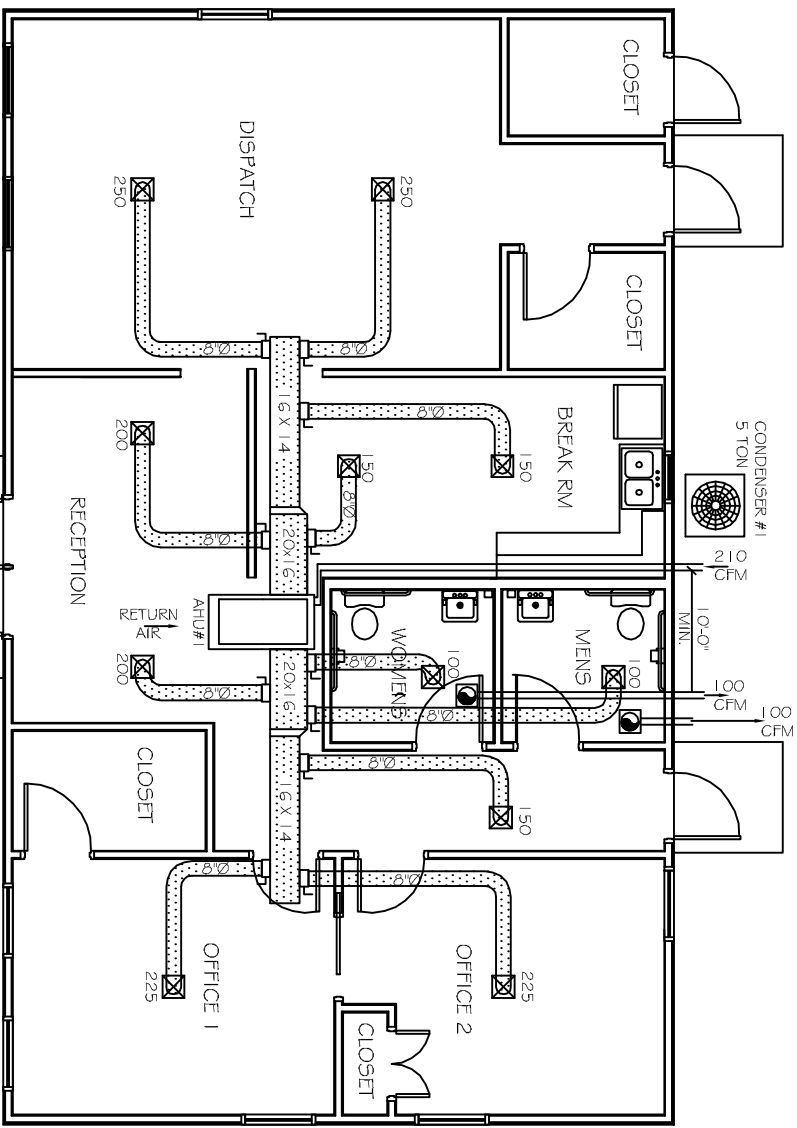 CLOSET
DISPATCH
250
250
CLOSET
8"Ø
8"Ø
16 X 14
8"Ø
BREAK RM
CONDENSER #1
5 TON
200
150
150
8"Ø
RECEPTION
8"Ø
20x16
210
CFM
RETURN
AIR
AHU#1
WOMENS
MENS
10'-0"
MIN.
200
8"Ø
20x16
8"Ø
100
100
100
CFM
8"Ø
100
CFM
CLOSET
16 X 14
8"Ø
150
8"Ø
8"Ø
OFFICE 1
OFFICE 2
225
225
CLOSET